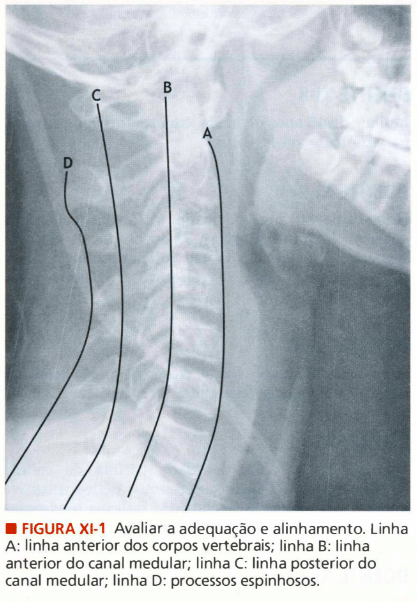 B
C
A
D
■ FIGURA XI-1 Avaliar a adequação e alinhamento. Linha
A: linha anterior dos corpos vertebrais; linha B: linha
anterior do canal medular; linha C: linha posterior do
canal medular; linha D: processos espinhosos.